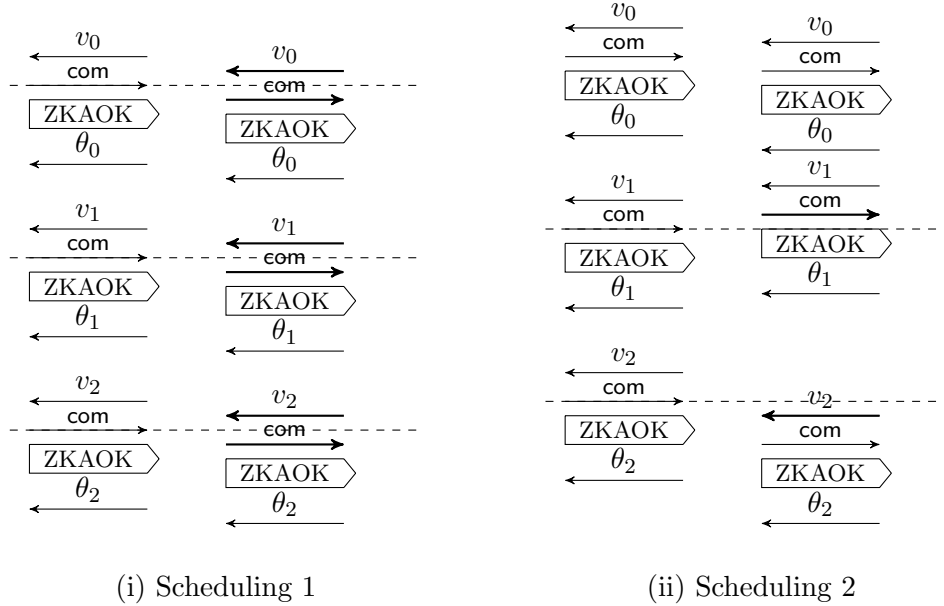 v₀
com
ZKAOK
θ₀
v₁
com
ZKAOK
θ₁
v₂
com
ZKAOK
θ₂
v₀
com
ZKAOK
θ₀
v₁
com
ZKAOK
θ₁
v₂
com
ZKAOK
θ₂
(i) Scheduling 1
v₀
com
ZKAOK
θ₀
v₁
com
ZKAOK
θ₁
v₂
com
ZKAOK
θ₂
v₀
com
ZKAOK
θ₀
v₁
com
ZKAOK
θ₁
v₂
com
ZKAOK
θ₂
(ii) Scheduling 2